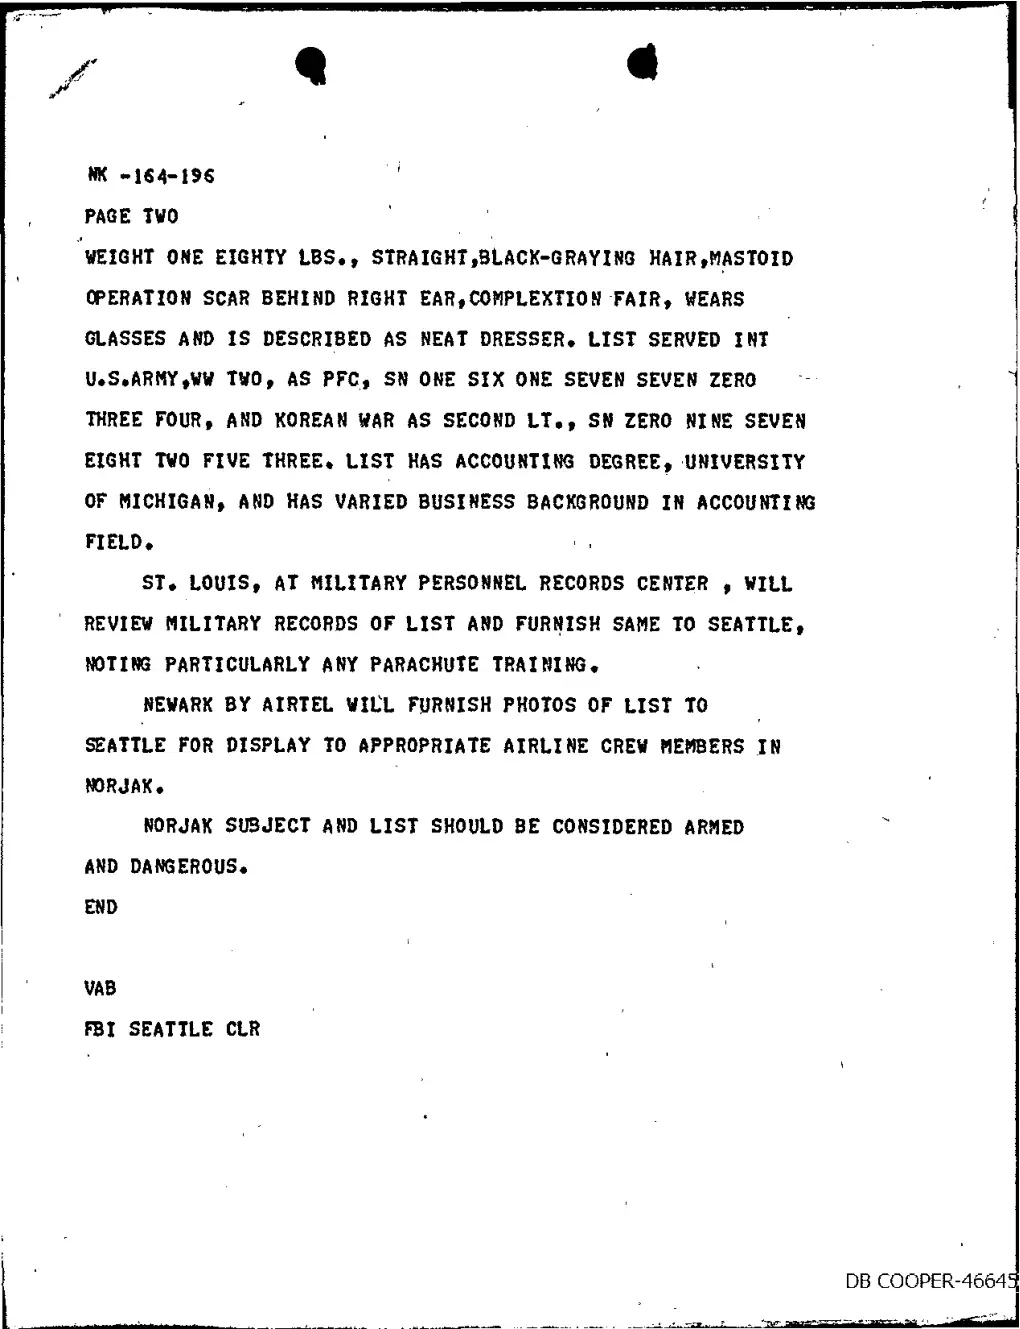 NK -164-196
PAGE TWO
WEIGHT ONE EIGHTY LBS., STRAIGHT,BLACK-GRAYING HAIR,MASTOID
OPERATION SCAR BEHIND RIGHT EAR,COMPLEXTION FAIR, WEARS
GLASSES AND IS DESCRIBED AS NEAT DRESSER. LIST SERVED INT
U.S.ARMY,WW TWO, AS PFC, SN ONE SIX ONE SEVEN SEVEN ZERO
THREE FOUR, AND KOREAN WAR AS SECOND LT., SN ZERO NINE SEVEN
EIGHT TWO FIVE THREE. LIST HAS ACCOUNTING DEGREE, UNIVERSITY
OF MICHIGAN, AND HAS VARIED BUSINESS BACKGROUND IN ACCOUNTING
FIELD.
ST. LOUIS, AT MILITARY PERSONNEL RECORDS CENTER , WILL
REVIEW MILITARY RECORDS OF LIST AND FURNISH SAME TO SEATTLE,
NOTING PARTICULARLY ANY PARACHUTE TRAINING.
NEWARK BY AIRTEL WILL FURNISH PHOTOS OF LIST TO
SEATTLE FOR DISPLAY TO APPROPRIATE AIRLINE CREW MEMBERS IN
NORJAK.
NORJAK SUBJECT AND LIST SHOULD BE CONSIDERED ARMED
AND DANGEROUS.
END
VAB
FBI SEATTLE CLR
DB COOPER-46645